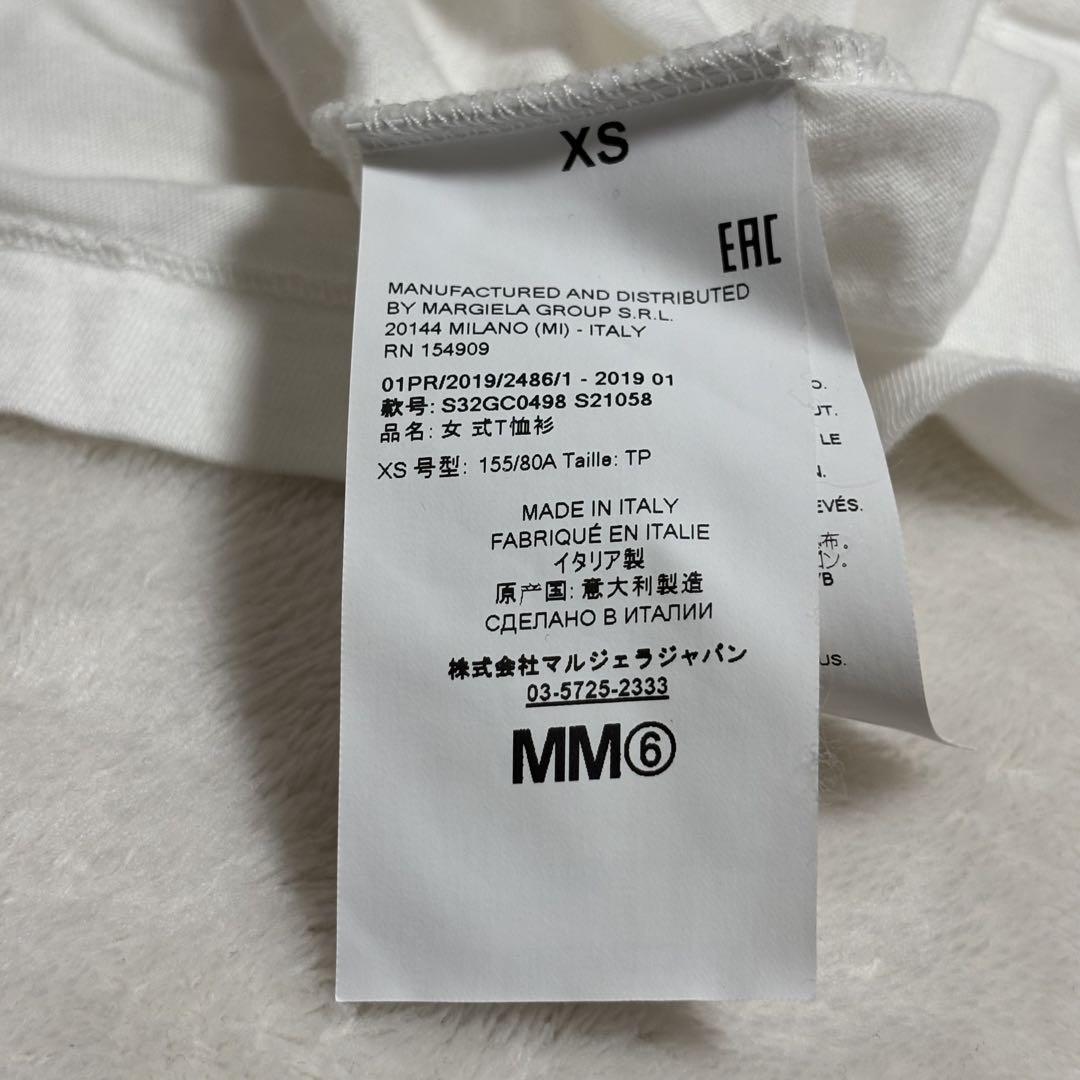 XS
EAC
MANUFACTURED AND DISTRIBUTED
BY MARGIELA GROUP S.R.L.
20144 MILANO (MI) - ITALY
RN 154909
01PR/2019/2486/1 - 2019 01
款号: S32GC0498 S21058
品名: 女 式T恤衫
XS 号型: 155/80A Taille: TP
MADE IN ITALY
FABRIQUÉ EN ITALIE
イタリア製
原产国: 意大利製造
СДЕЛАНО В ИТАЛИИ
株式会社マルジェラジャパン
03-5725-2333
MM⑥
LE
布。
ン。